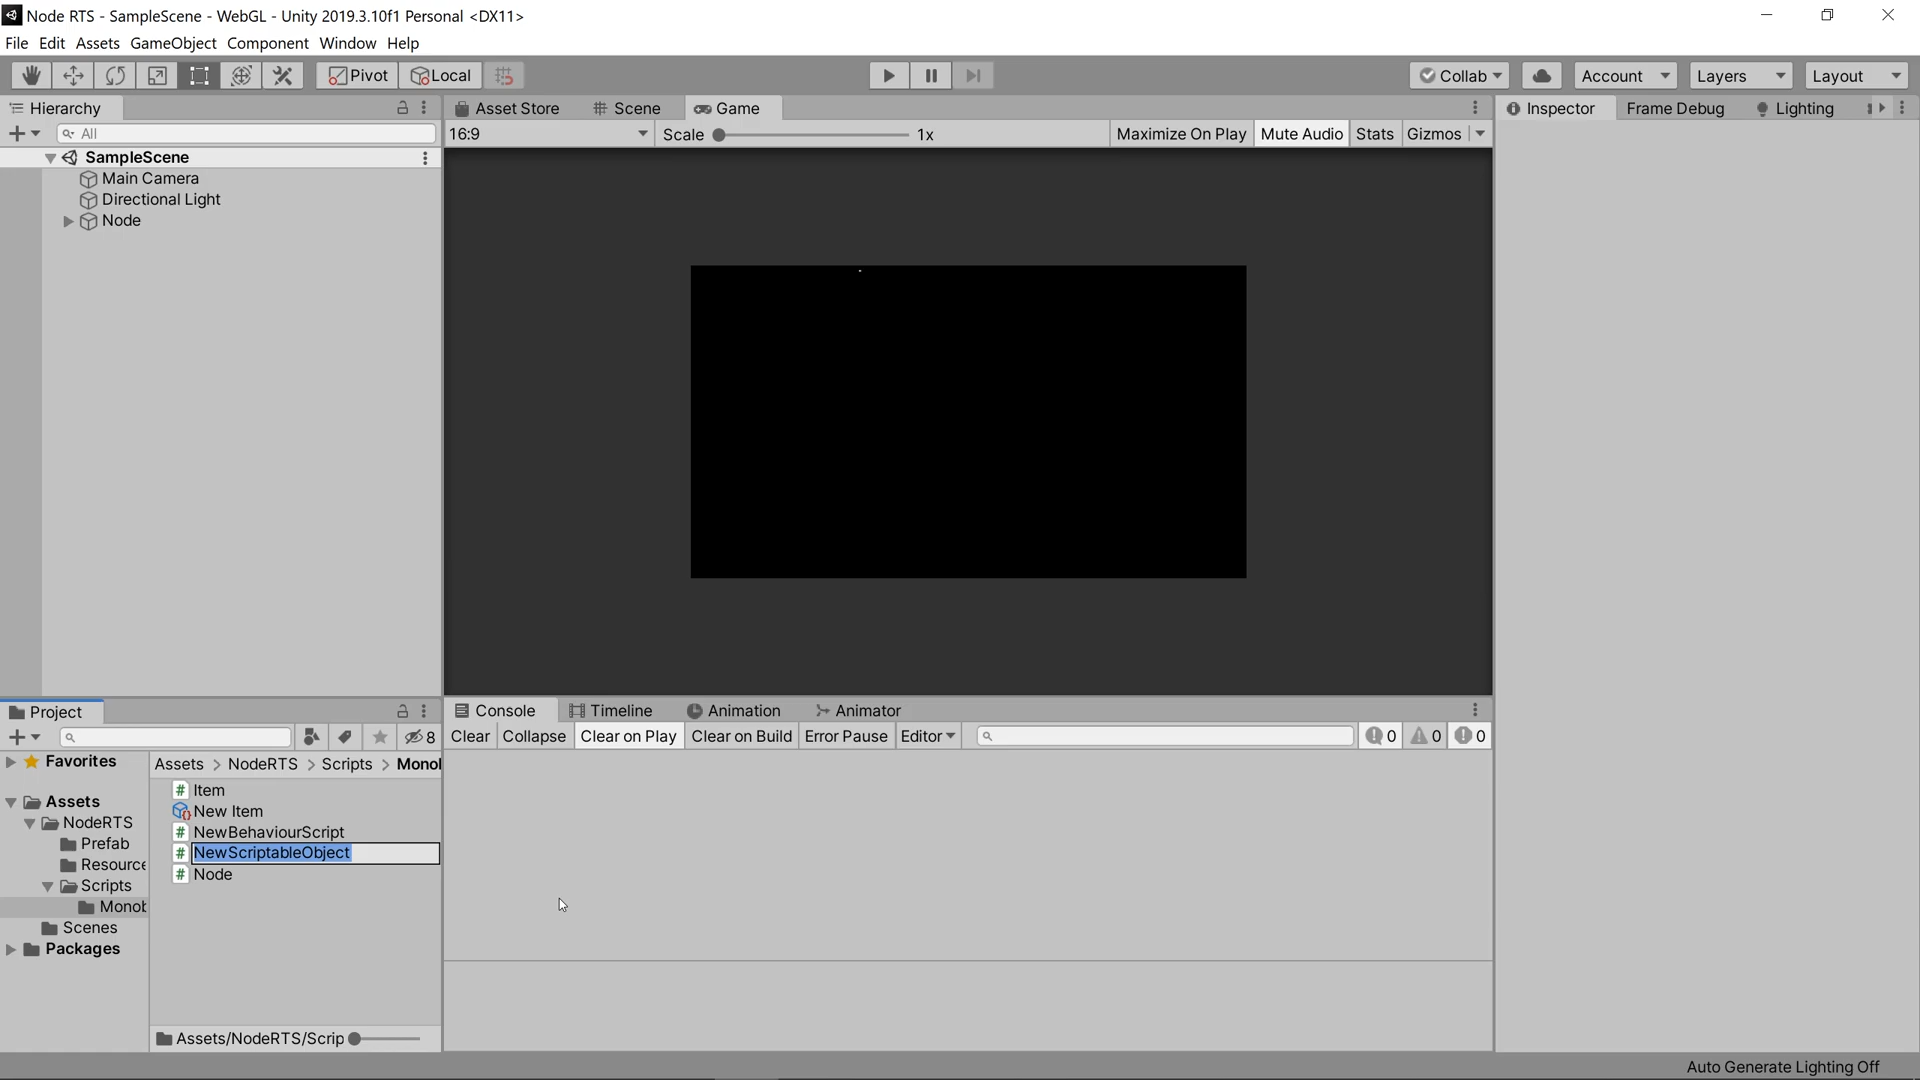 Node RTS - SampleScene - WebGL - Unity 2019.3.10f1 Personal <DX11>
File Edit Assets GameObject Component Window Help
Pivot Local Collab Account Layers Layout
Hierarchy Asset Store Scene Game Inspector Frame Debug Lighting
All 16:9 Scale 1x Maximize On Play Mute Audio Stats Gizmos
SampleScene
Main Camera
Directional Light
Node
Project Console Timeline Animation Animator
8 Clear Collapse Clear on Play Clear on Build Error Pause Editor 0 0 0
Favorites Assets > NodeRTS > Scripts > Monol
Item
Assets New Item
NodeRTS NewBehaviourScript
Prefab NewScriptableObject
Resource Node
Scripts
Monob
Scenes
Packages
Assets/NodeRTS/Scrip
Auto Generate Lighting Off